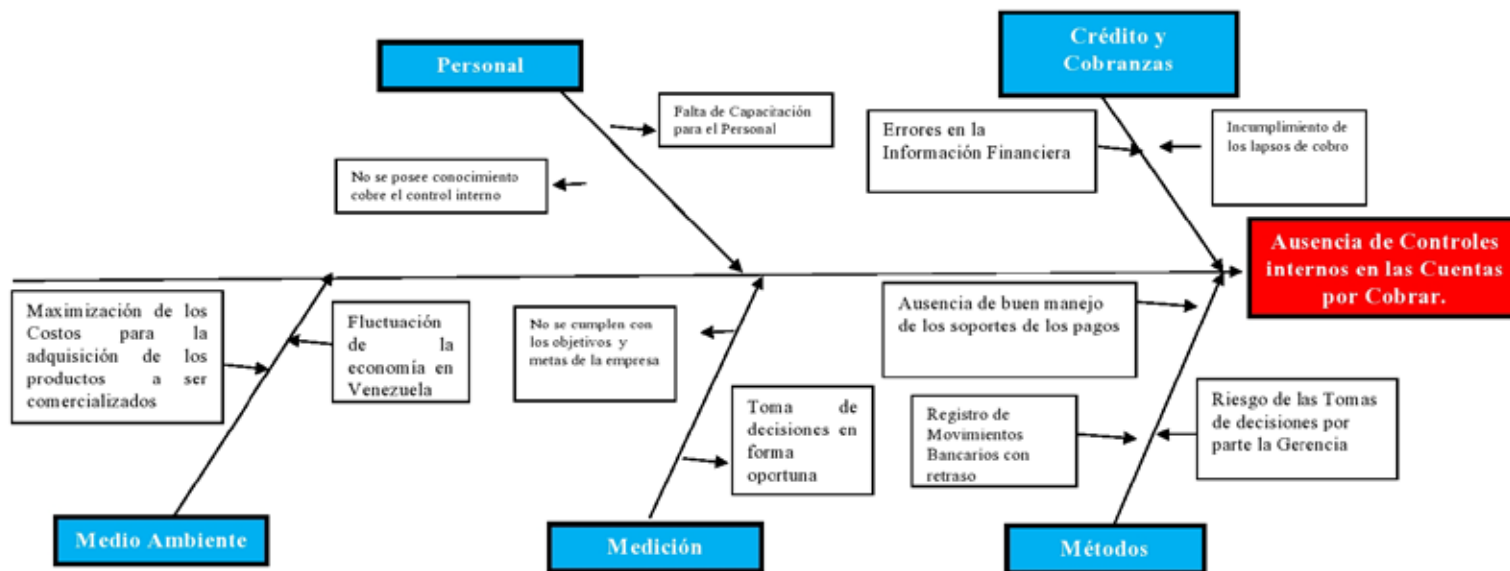 Personal
Crédito y
Cobranzas
Falta de Capacitación
para el Personal
No se posee conocimiento
cobre el control interno
Errores en la
Información Financiera
Incumplimiento de
los lapsos de cobro
Ausencia de Controles
internos en las Cuentas
por Cobrar.
Maximización de los
Costos para la
adquisición de los
productos a ser
comercializados
Fluctuación
de la
economía en
Venezuela
No se cumplen con
los objetivos y
metas de la empresa
Toma de
decisiones en
forma
oportuna
Ausencia de buen manejo
de los soportes de los pagos
Registro de
Movimientos
Bancarios con
retraso
Riesgo de las Tomas
de decisiones por
parte la Gerencia
Medio Ambiente
Medición
Métodos